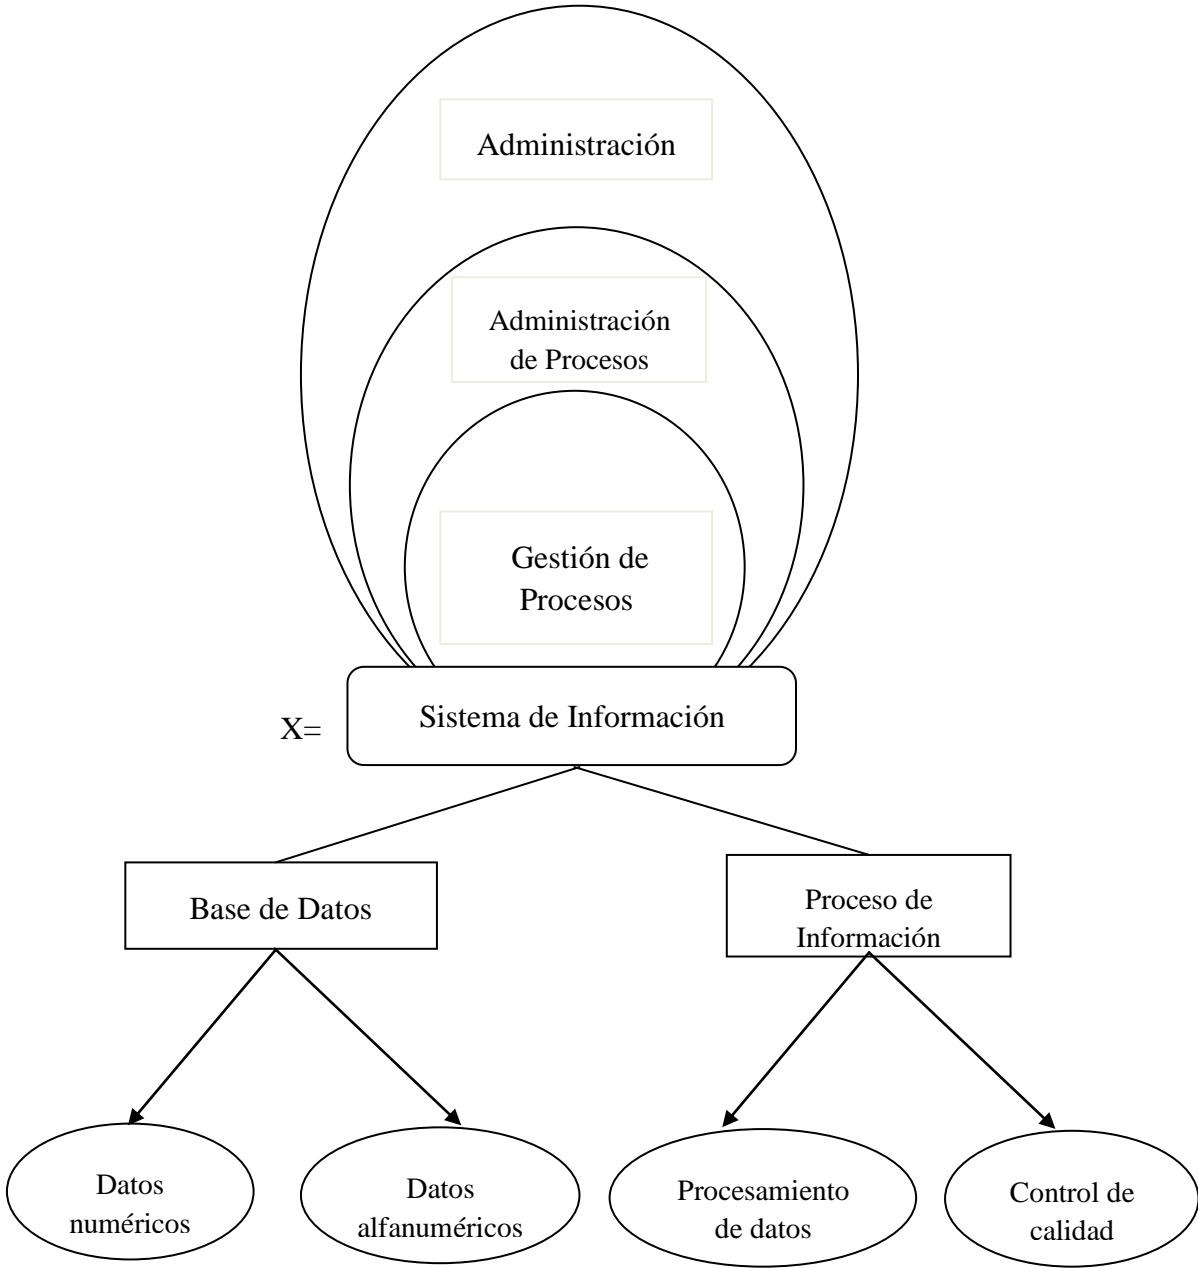 Administración
Administración
de Procesos
Gestión de
Procesos
X=
Sistema de Información
Base de Datos
Proceso de
Información
Datos
numéricos
Datos
alfanuméricos
Procesamiento
de datos
Control de
calidad